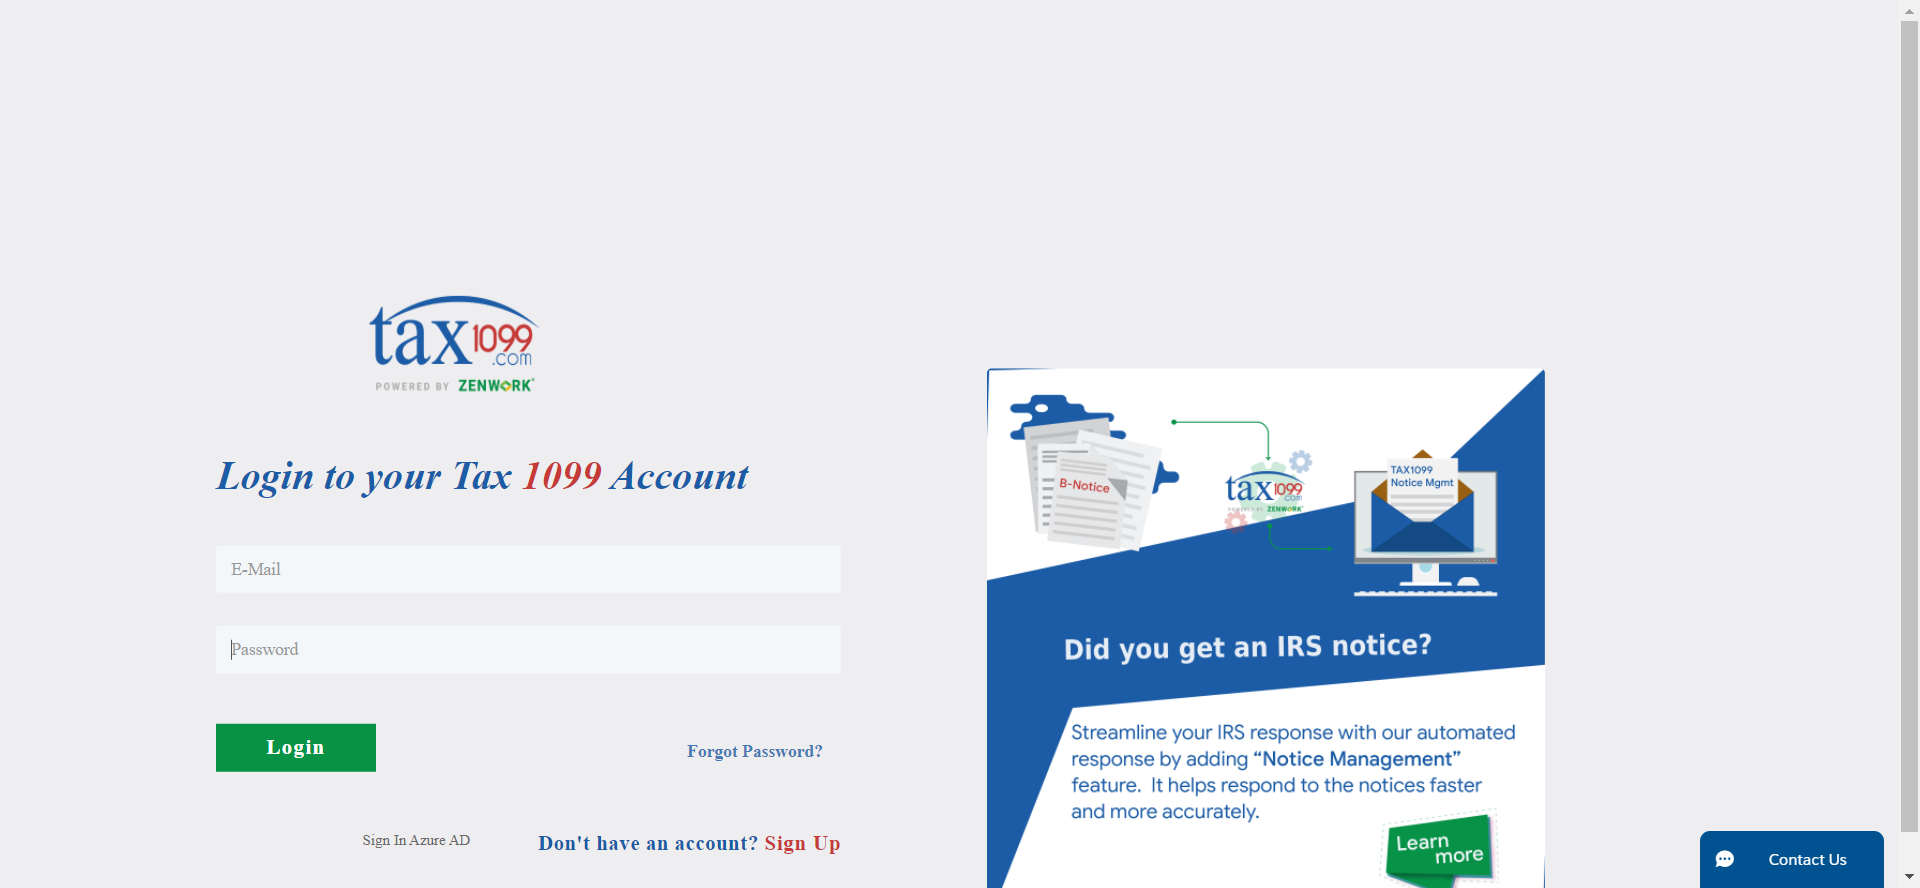 tax1099
.com
POWERED BY ZENWORK
Login to your Tax 1099 Account
E-Mail
Password
Login
Forgot Password?
Sign In Azure AD
Don't have an account? Sign Up
B-Notice
tax1099
.com
POWERED BY ZENWORK
TAX1099
Notice Mgmt
Did you get an IRS notice?
Streamline your IRS response with our automated
response by adding “Notice Management”
feature. It helps respond to the notices faster
and more accurately.
Learn
more
Contact Us